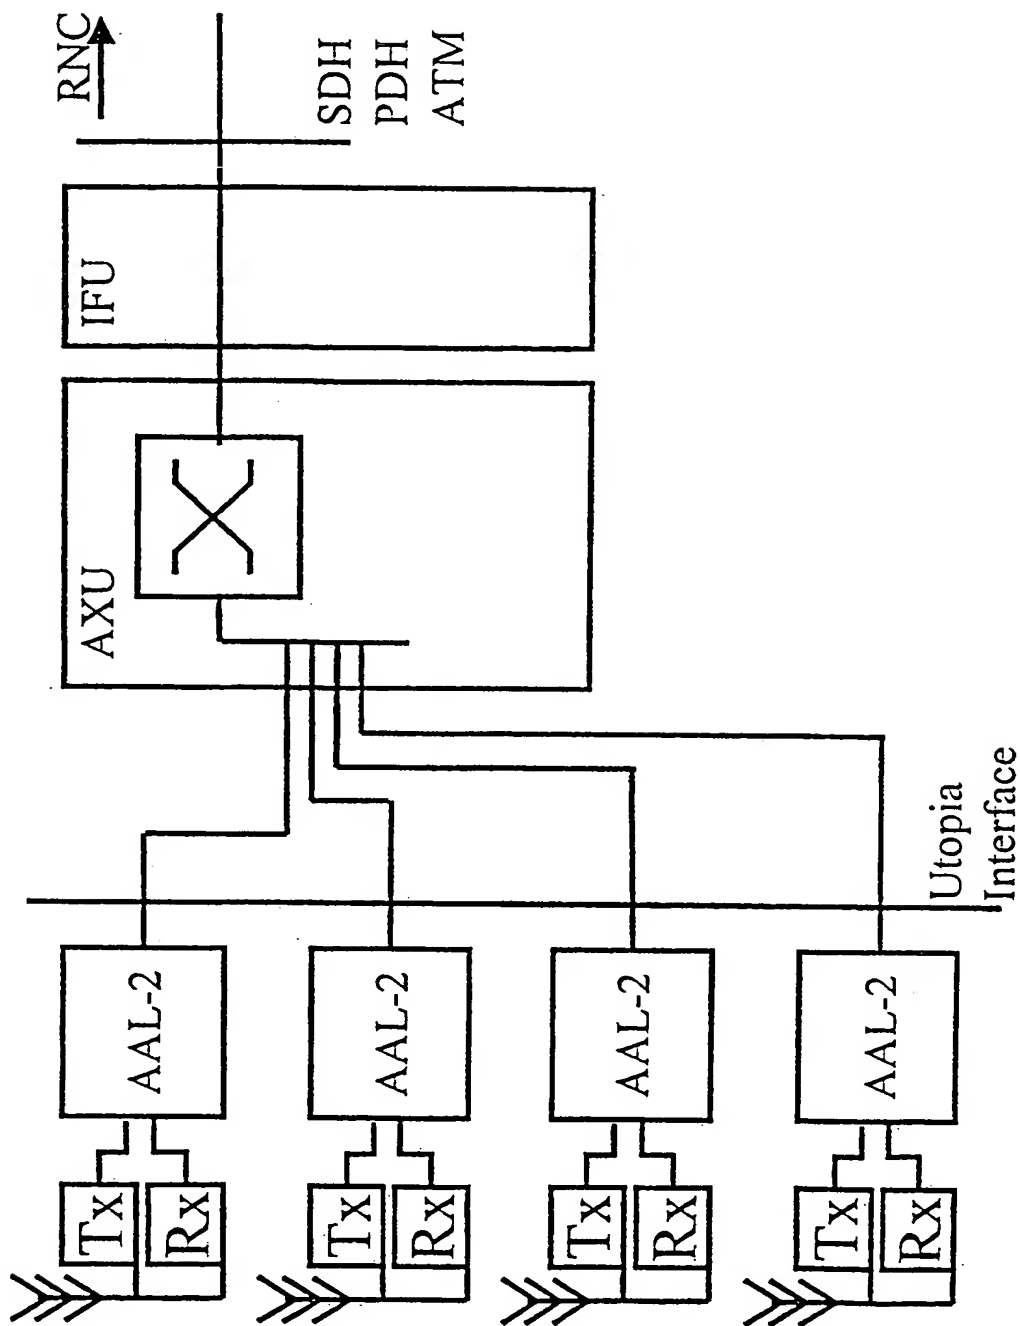 RNC
SDH
PDH
ATM
IFU
AXU
Utopia
Interface
AAL-2
AAL-2
AAL-2
AAL-2
Tx
Rx
Tx
Rx
Tx
Rx
Tx
Rx